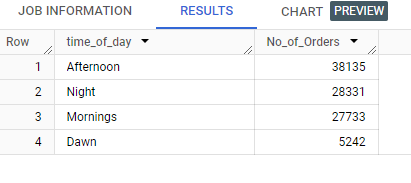 JOB INFORMATION RESULTS CHART PREVIEW
Row time_of_day No_of_Orders
1 Afternoon 38135
2 Night 28331
3 Mornings 27733
4 Dawn 5242